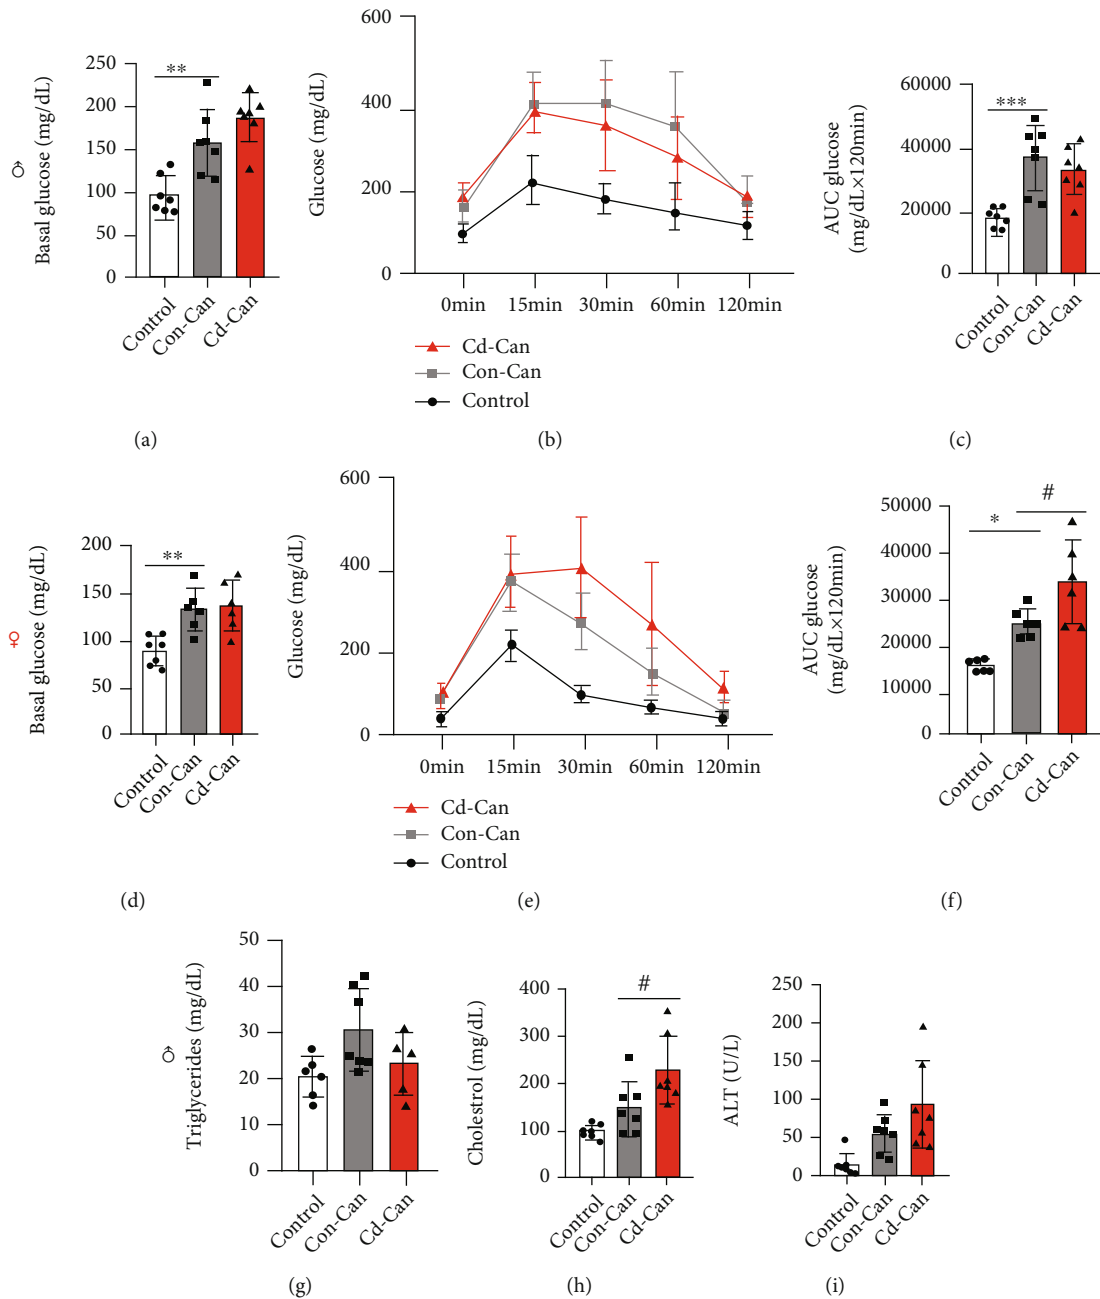 ♂
Basal glucose (mg/dL)
250
200
150
100
50
0
**
Control
Con-Can
Cd-Can
(a)
Glucose (mg/dL)
600
400
200
0
0min 15min 30min 60min 120min
Cd-Can
Con-Can
Control
(b)
AUC glucose
(mg/dL×120min)
60000
40000
20000
0
***
Control
Con-Can
Cd-Can
(c)
♀
Basal glucose (mg/dL)
200
150
100
50
0
**
Control
Con-Can
Cd-Can
(d)
Glucose (mg/dL)
600
400
200
0
0min 15min 30min 60min 120min
Cd-Can
Con-Can
Control
(e)
AUC glucose
(mg/dL×120min)
50000
40000
30000
20000
10000
0
*
#
Control
Con-Can
Cd-Can
(f)
♂
Triglycerides (mg/dL)
50
40
30
20
10
0
Control
Con-Can
Cd-Can
(g)
Cholestrol (mg/dL)
400
300
200
100
0
#
Control
Con-Can
Cd-Can
(h)
ALT (U/L)
250
200
150
100
50
0
Control
Con-Can
Cd-Can
(i)